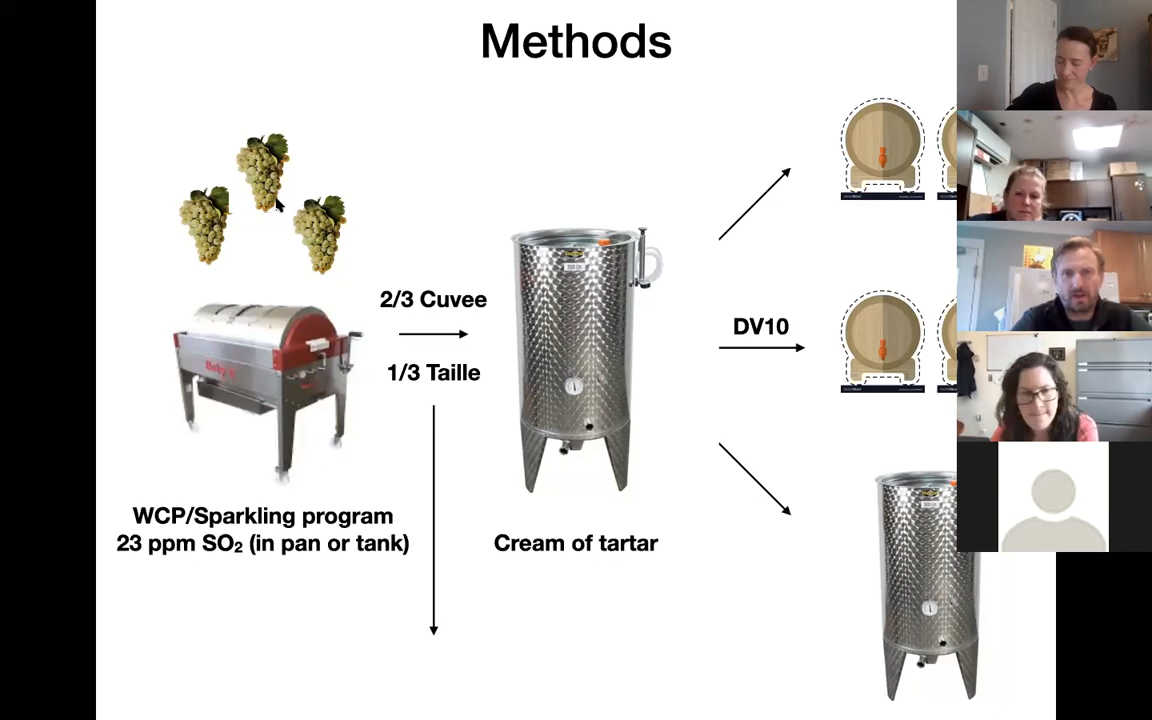 Methods
2/3 Cuvee
1/3 Taille
DV10
WCP/Sparkling program
23 ppm SO₂ (in pan or tank)
Cream of tartar